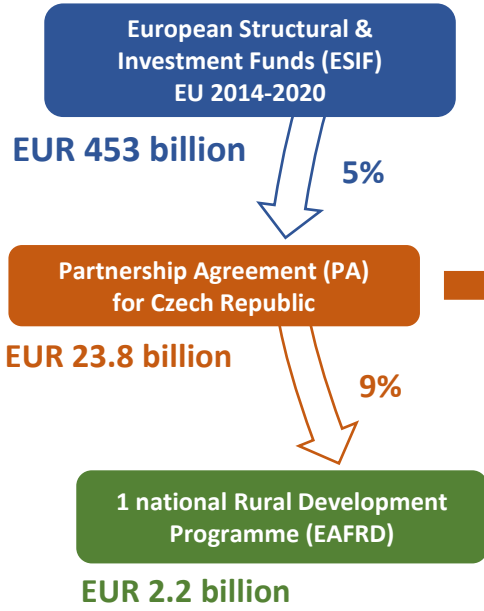 European Structural &
Investment Funds (ESIF)
EU 2014-2020
EUR 453 billion
5%
Partnership Agreement (PA)
for Czech Republic
EUR 23.8 billion
9%
1 national Rural Development
Programme (EAFRD)
EUR 2.2 billion